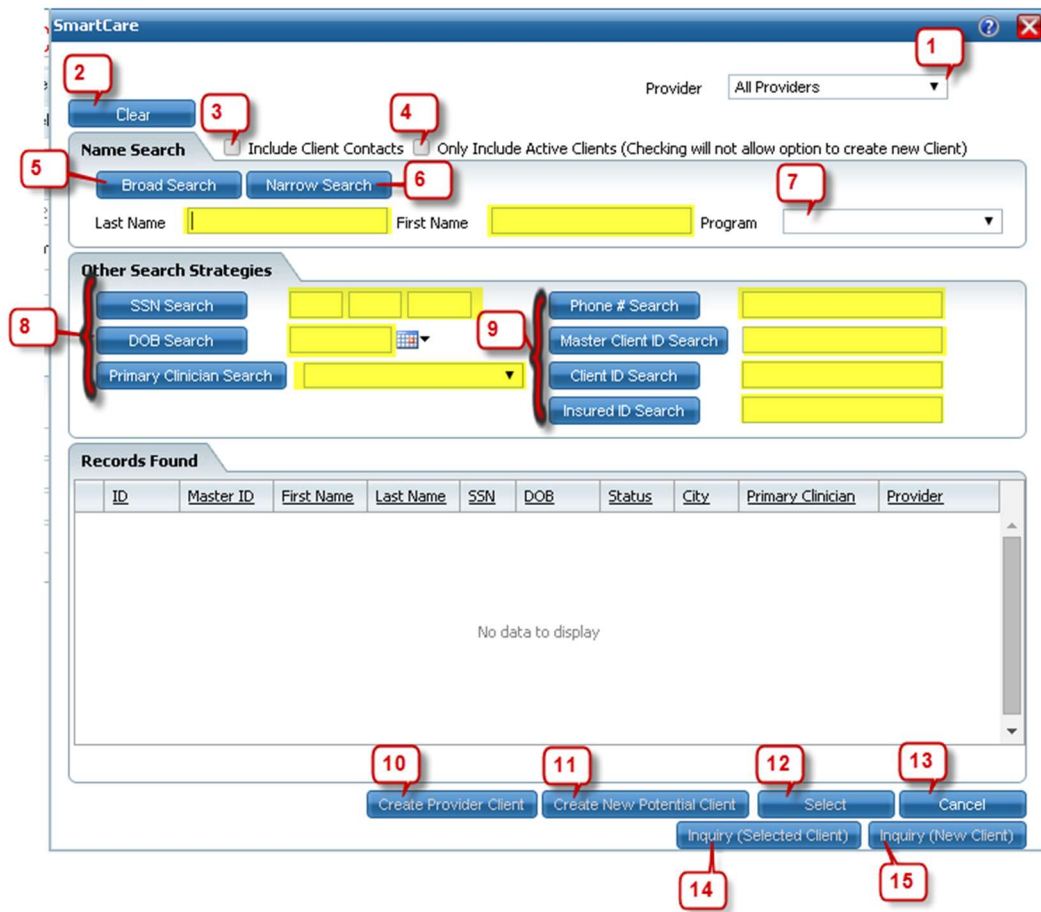 SmartCare
1
2
Provider All Providers
Clear
3
4
Name Search Include Client Contacts Only Include Active Clients (Checking will not allow option to create new Client)
5
Broad Search Narrow Search
6
7
Last Name First Name Program
Other Search Strategies
SSN Search
8
DOB Search
Primary Clinician Search
9
Phone # Search
Master Client ID Search
Client ID Search
Insured ID Search
Records Found
ID Master ID First Name Last Name SSN DOB Status City Primary Clinician Provider
No data to display
10 11 12 13
Create Provider Client Create New Potential Client Select Cancel
Inquiry (Selected Client) Inquiry (New Client)
14 15